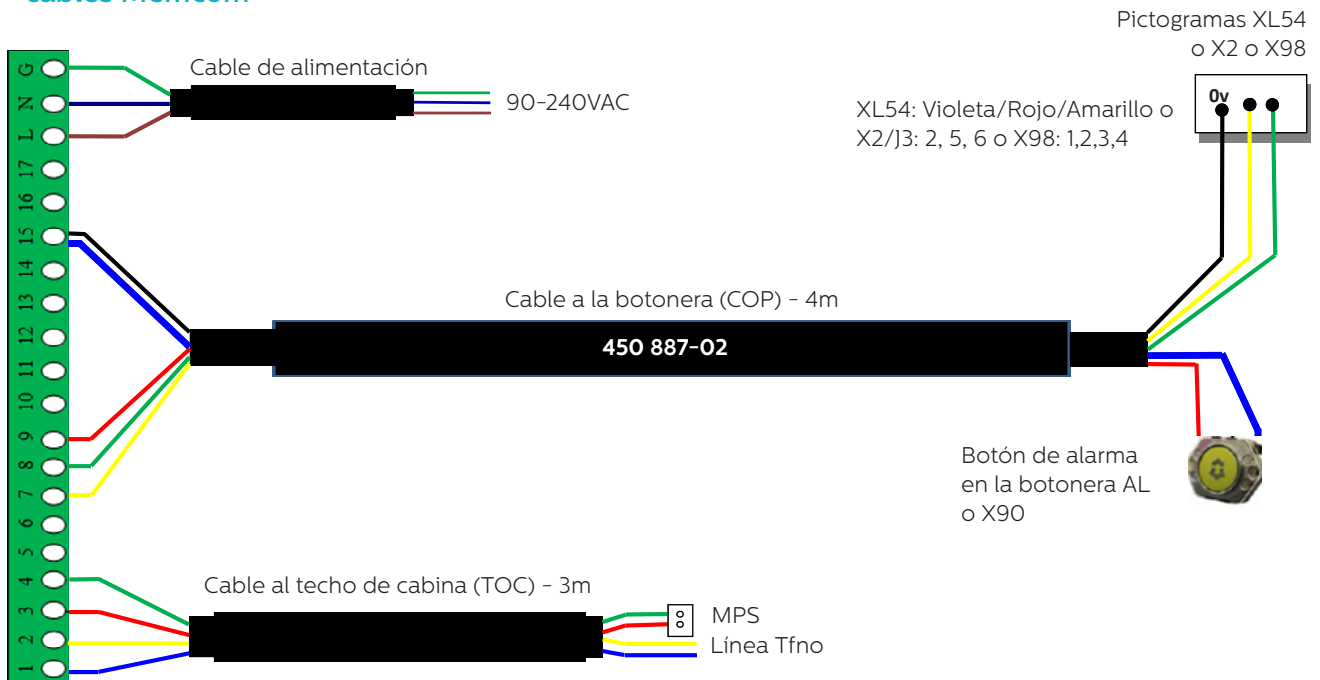 cables Memcom
Pictogramas XL54
o X2 o X98
Cable de alimentación
90-240VAC
XL54: Violeta/Rojo/Amarillo o
X2/J3: 2, 5, 6 o X98: 1,2,3,4
0v
G
N
L
17
16
15
14
13
12
11
10
9
8
7
6
5
4
3
2
1
Cable a la botonera (COP) - 4m
450 887-02
Botón de alarma
en la botonera AL
o X90
Cable al techo de cabina (TOC) - 3m
MPS
Línea Tfno